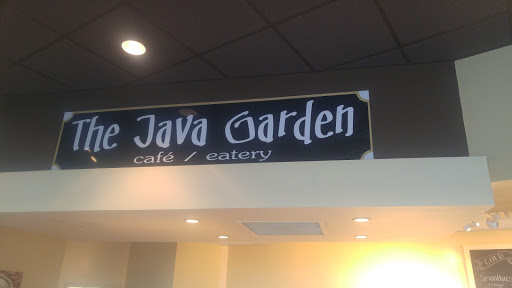 The Java Garden
café / eatery